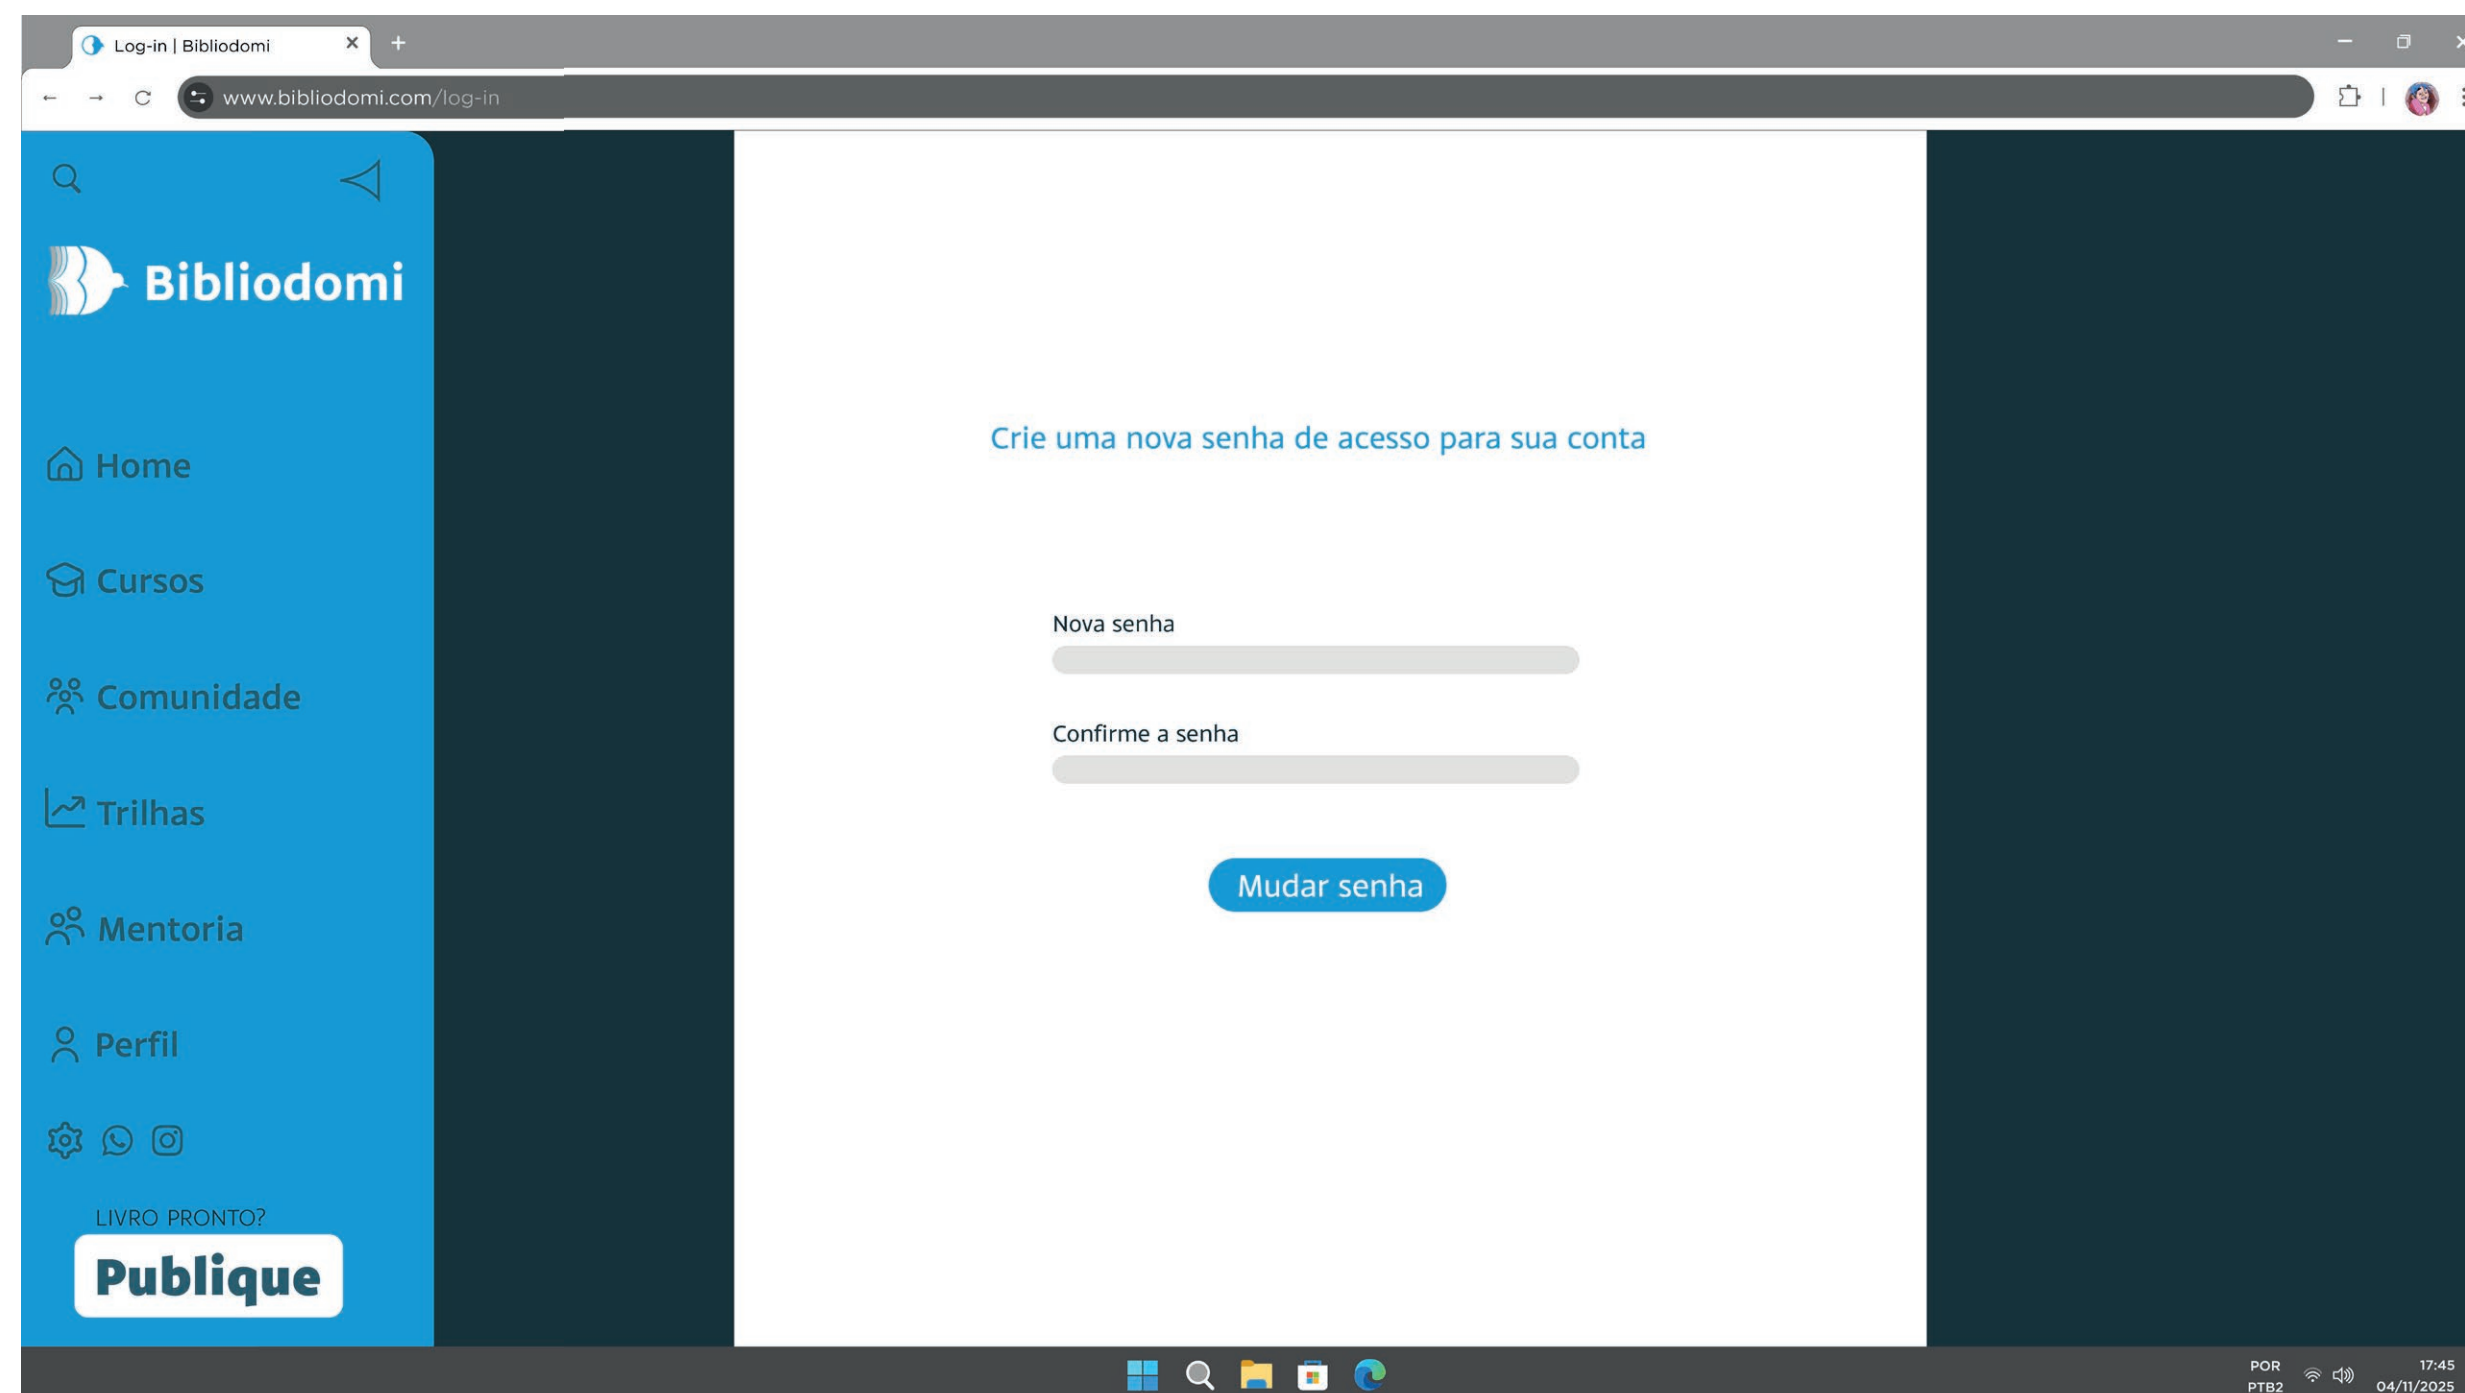 Log-in | Bibliodomi
www.bibliodomi.com/log-in
Bibliodomi
Home
Cursos
Comunidade
Trilhas
Mentoria
Perfil
LIVRO PRONTO?
Publique
Crie uma nova senha de acesso para sua conta
Nova senha
Confirme a senha
Mudar senha
POR
PTB2
17:45
04/11/2025